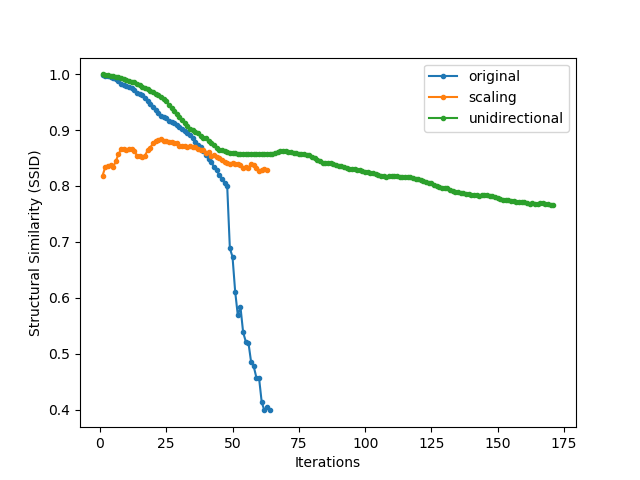 original
scaling
unidirectional
Structural Similarity (SSID)
1.0
0.9
0.8
0.7
0.6
0.5
0.4
0 25 50 75 100 125 150 175
Iterations